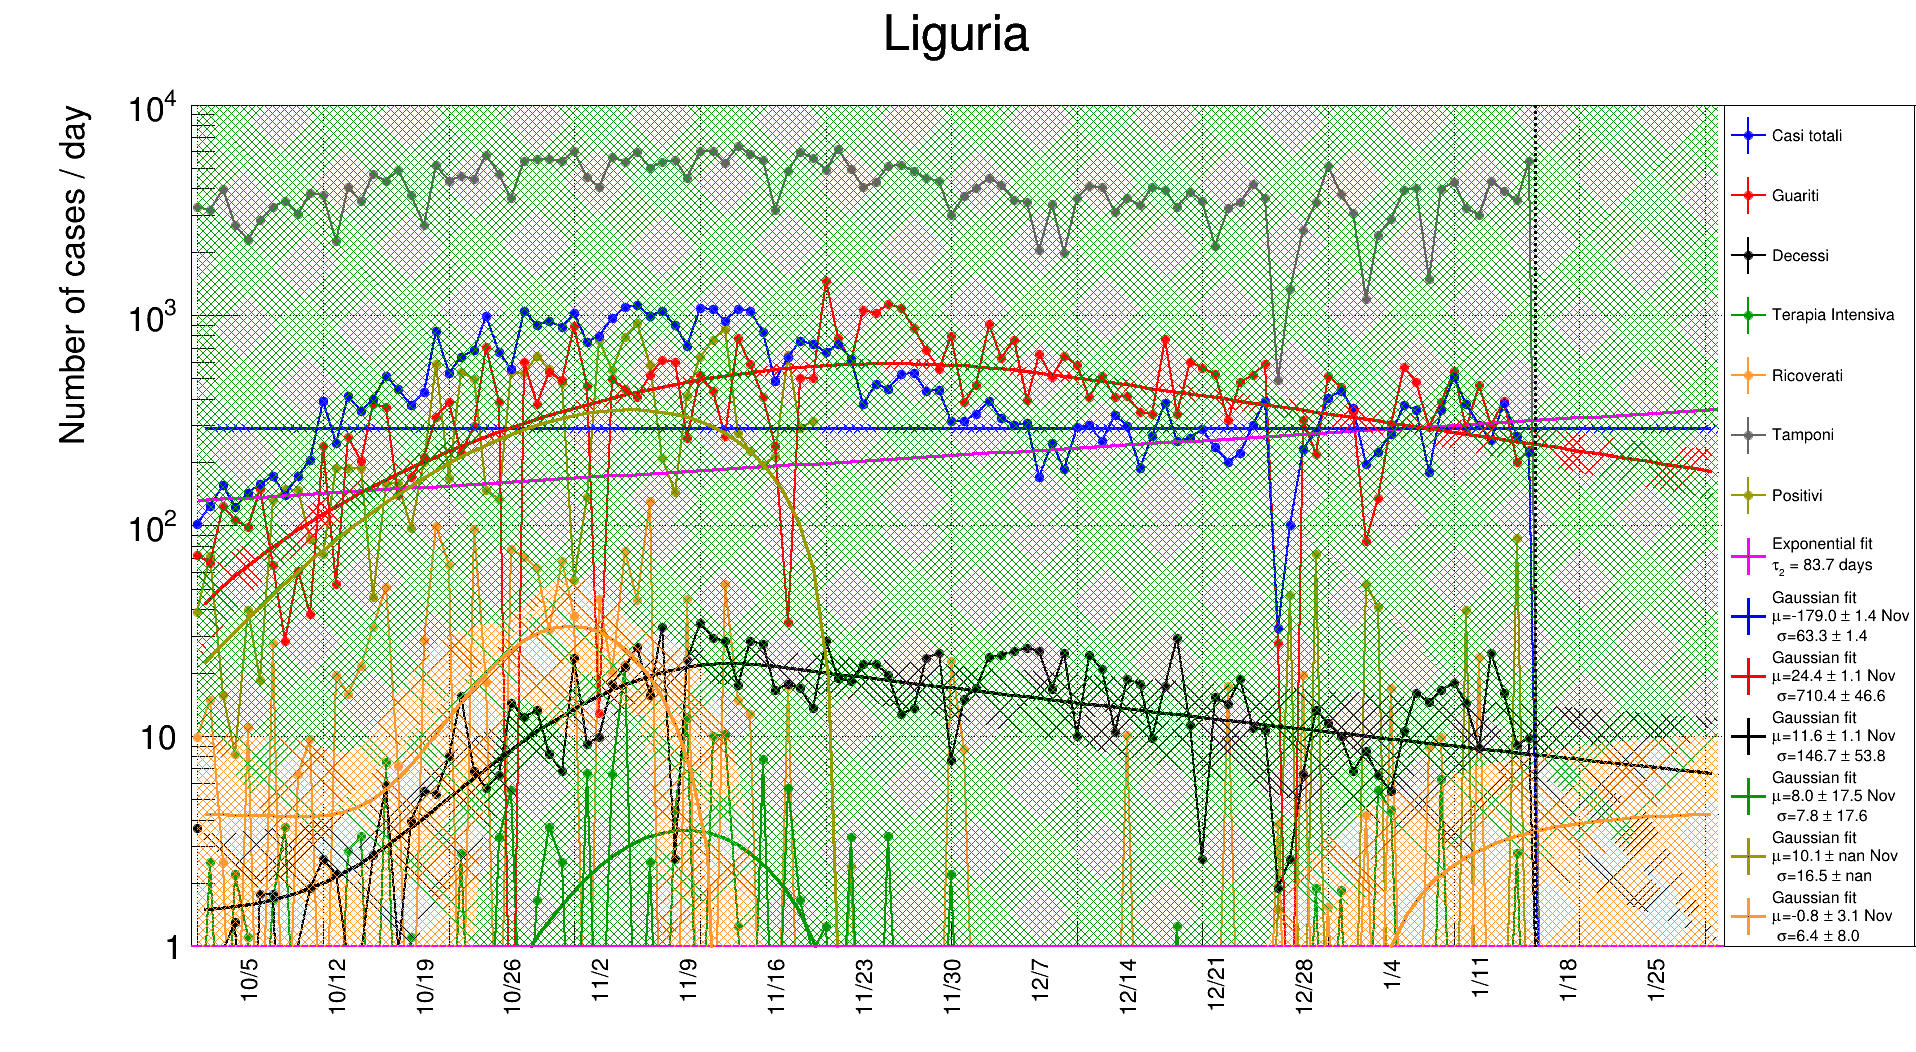 Liguria
Number of cases / day
10^4
10^3
10^2
10
1
10/5
10/12
10/19
10/26
11/2
11/9
11/16
11/23
11/30
12/7
12/14
12/21
12/28
1/4
1/11
1/18
1/25
Casi totali
Guariti
Decessi
Terapia Intensiva
Ricoverati
Tamponi
Positivi
Exponential fit
τ₂ = 83.7 days
Gaussian fit
μ=-179.0 ± 1.4 Nov
σ=63.3 ± 1.4
Gaussian fit
μ=24.4 ± 1.1 Nov
σ=710.4 ± 46.6
Gaussian fit
μ=11.6 ± 1.1 Nov
σ=146.7 ± 53.8
Gaussian fit
μ=8.0 ± 17.5 Nov
σ=7.8 ± 17.6
Gaussian fit
μ=10.1 ± nan Nov
σ=16.5 ± nan
Gaussian fit
μ=-0.8 ± 3.1 Nov
σ=6.4 ± 8.0